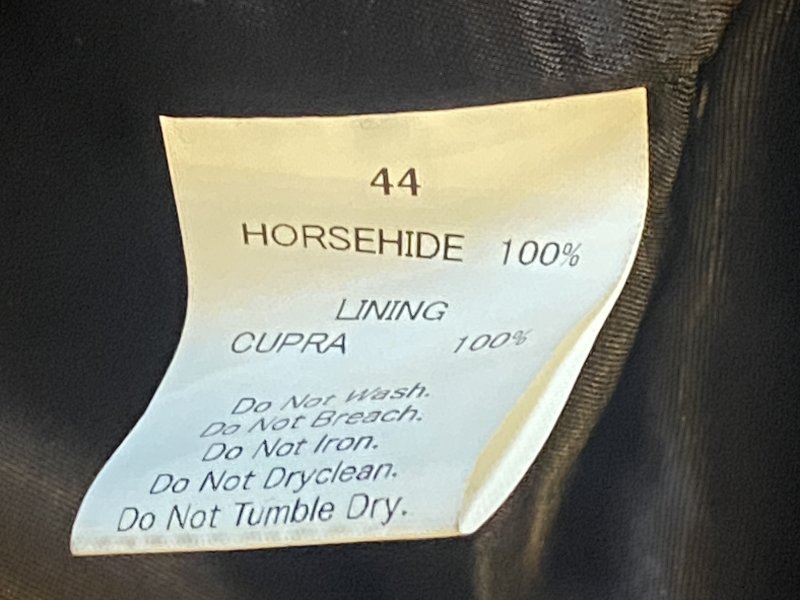 44
HORSEHIDE 100%
LINING
CUPRA 100%
Do Not Wash.
Do Not Breach.
Do Not Iron.
Do Not Dryclean.
Do Not Tumble Dry.